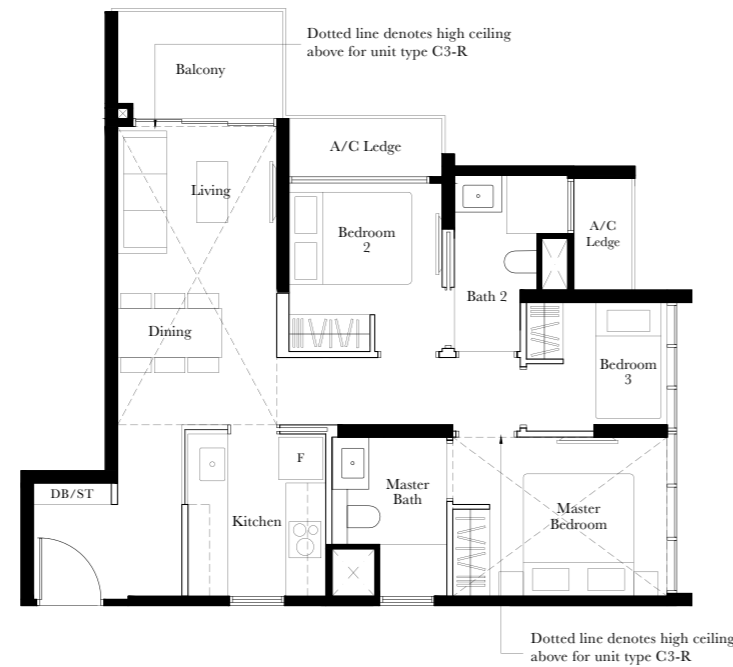 Dotted line denotes high ceiling
above for unit type C3-R
Balcony
A/C Ledge
Living
Bedroom
2
A/C
Ledge
Bath 2
Dining
Bedroom
3
F
DB/ST
Master
Bath
Kitchen
Master
Bedroom
Dotted line denotes high ceiling
above for unit type C3-R